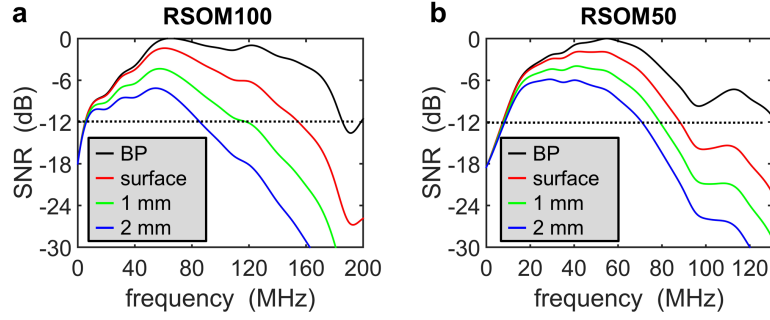 a RSOM100
SNR (dB)
0
-6
-12
-18
-24
-30
BP
surface
1 mm
2 mm
0 40 80 120 160 200
frequency (MHz)
b RSOM50
SNR (dB)
0
-6
-12
-18
-24
-30
BP
surface
1 mm
2 mm
0 20 40 60 80 100 120
frequency (MHz)